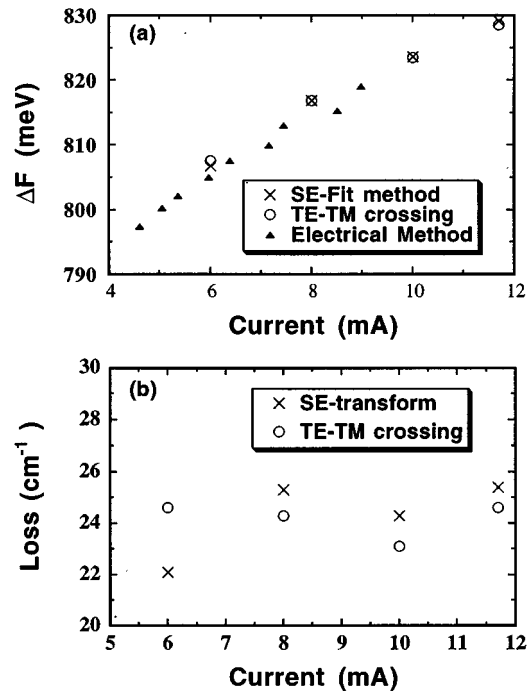 (a)
830
820
810
800
790
ΔF (meV)
× SE-Fit method
○ TE-TM crossing
▲ Electrical Method
4 6 8 10 12
Current (mA)
(b)
30
28
26
24
22
20
Loss (cm⁻¹)
× SE-transform
○ TE-TM crossing
5 6 7 8 9 10 11 12
Current (mA)